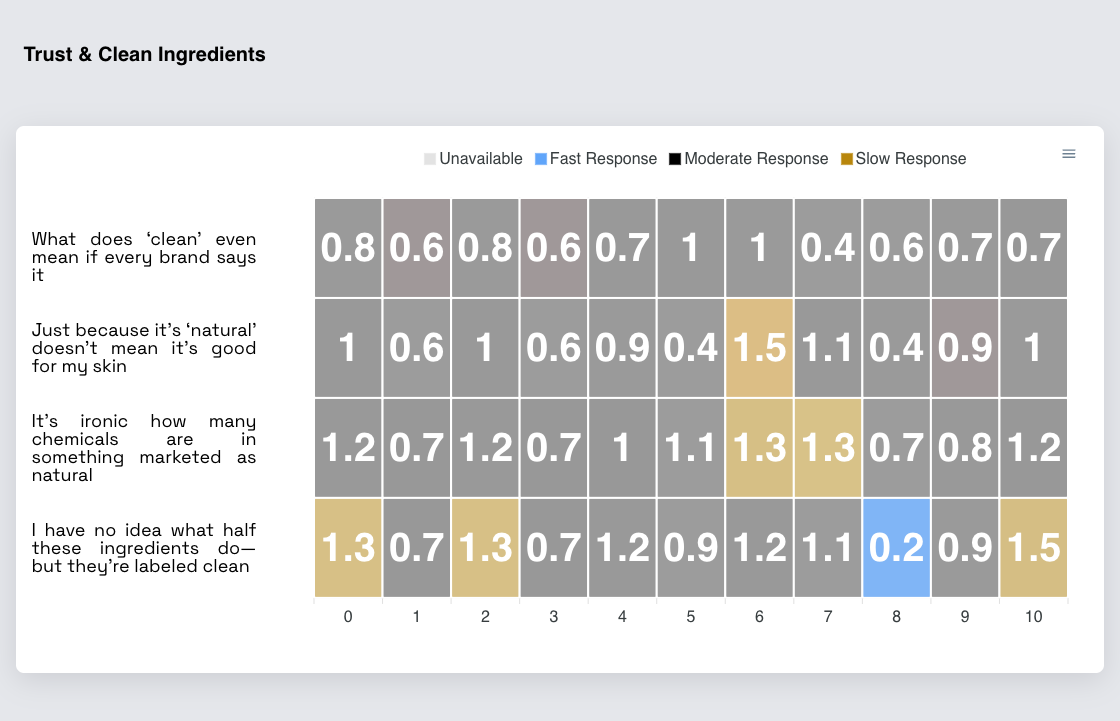 Trust & Clean Ingredients
Unavailable Fast Response Moderate Response Slow Response
What does ‘clean’ even
mean if every brand says
it
0.8 0.6 0.8 0.6 0.7 1 1 0.4 0.6 0.7 0.7
Just because it’s ‘natural’
doesn’t mean it’s good
for my skin
1 0.6 1 0.6 0.9 0.4 1.5 1.1 0.4 0.9 1
It’s ironic how many
chemicals are in
something marketed as
natural
1.2 0.7 1.2 0.7 1 1.1 1.3 1.3 0.7 0.8 1.2
I have no idea what half
these ingredients do—
but they’re labeled clean
1.3 0.7 1.3 0.7 1.2 0.9 1.2 1.1 0.2 0.9 1.5
0 1 2 3 4 5 6 7 8 9 10